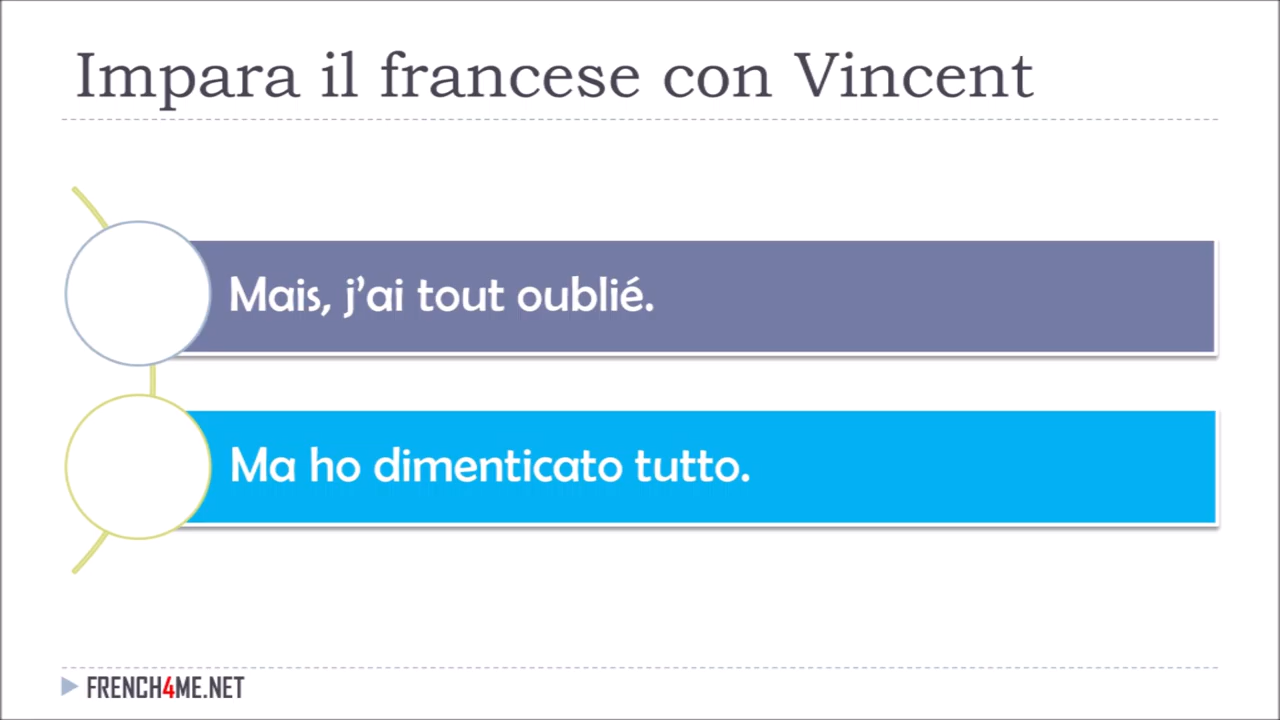 Impara il francese con Vincent
Mais, j’ai tout oublié.
Ma ho dimenticato tutto.
FRENCH4ME.NET